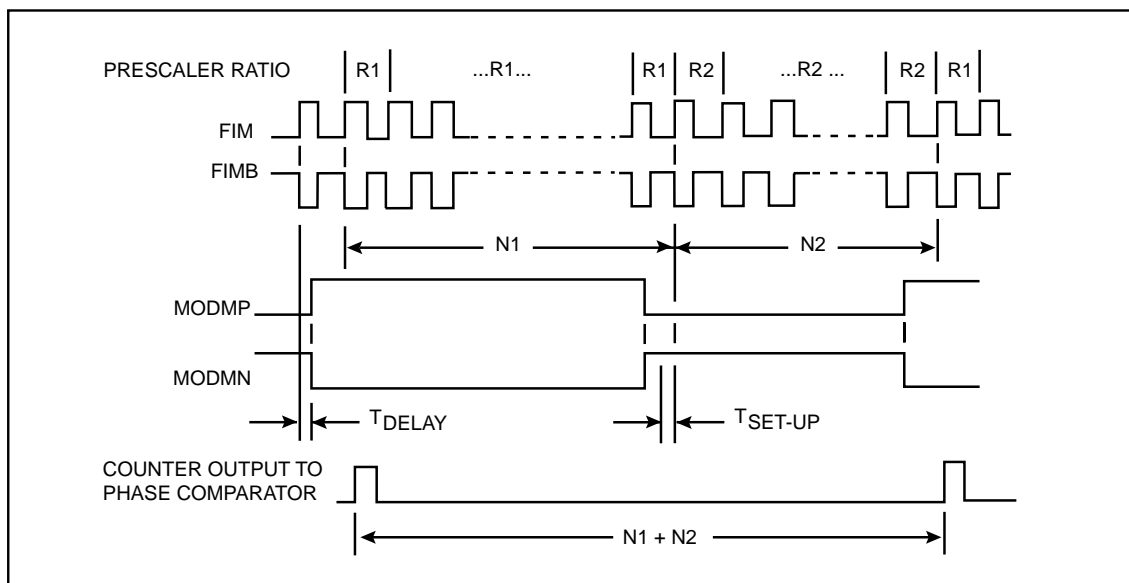 PRESCALER RATIO R1 ...R1... R1 R2 ...R2 ... R2 R1
FIM
FIMB
N1 N2
MODMP
MODMN
TDELAY TSET-UP
COUNTER OUTPUT TO
PHASE COMPARATOR
N1 + N2